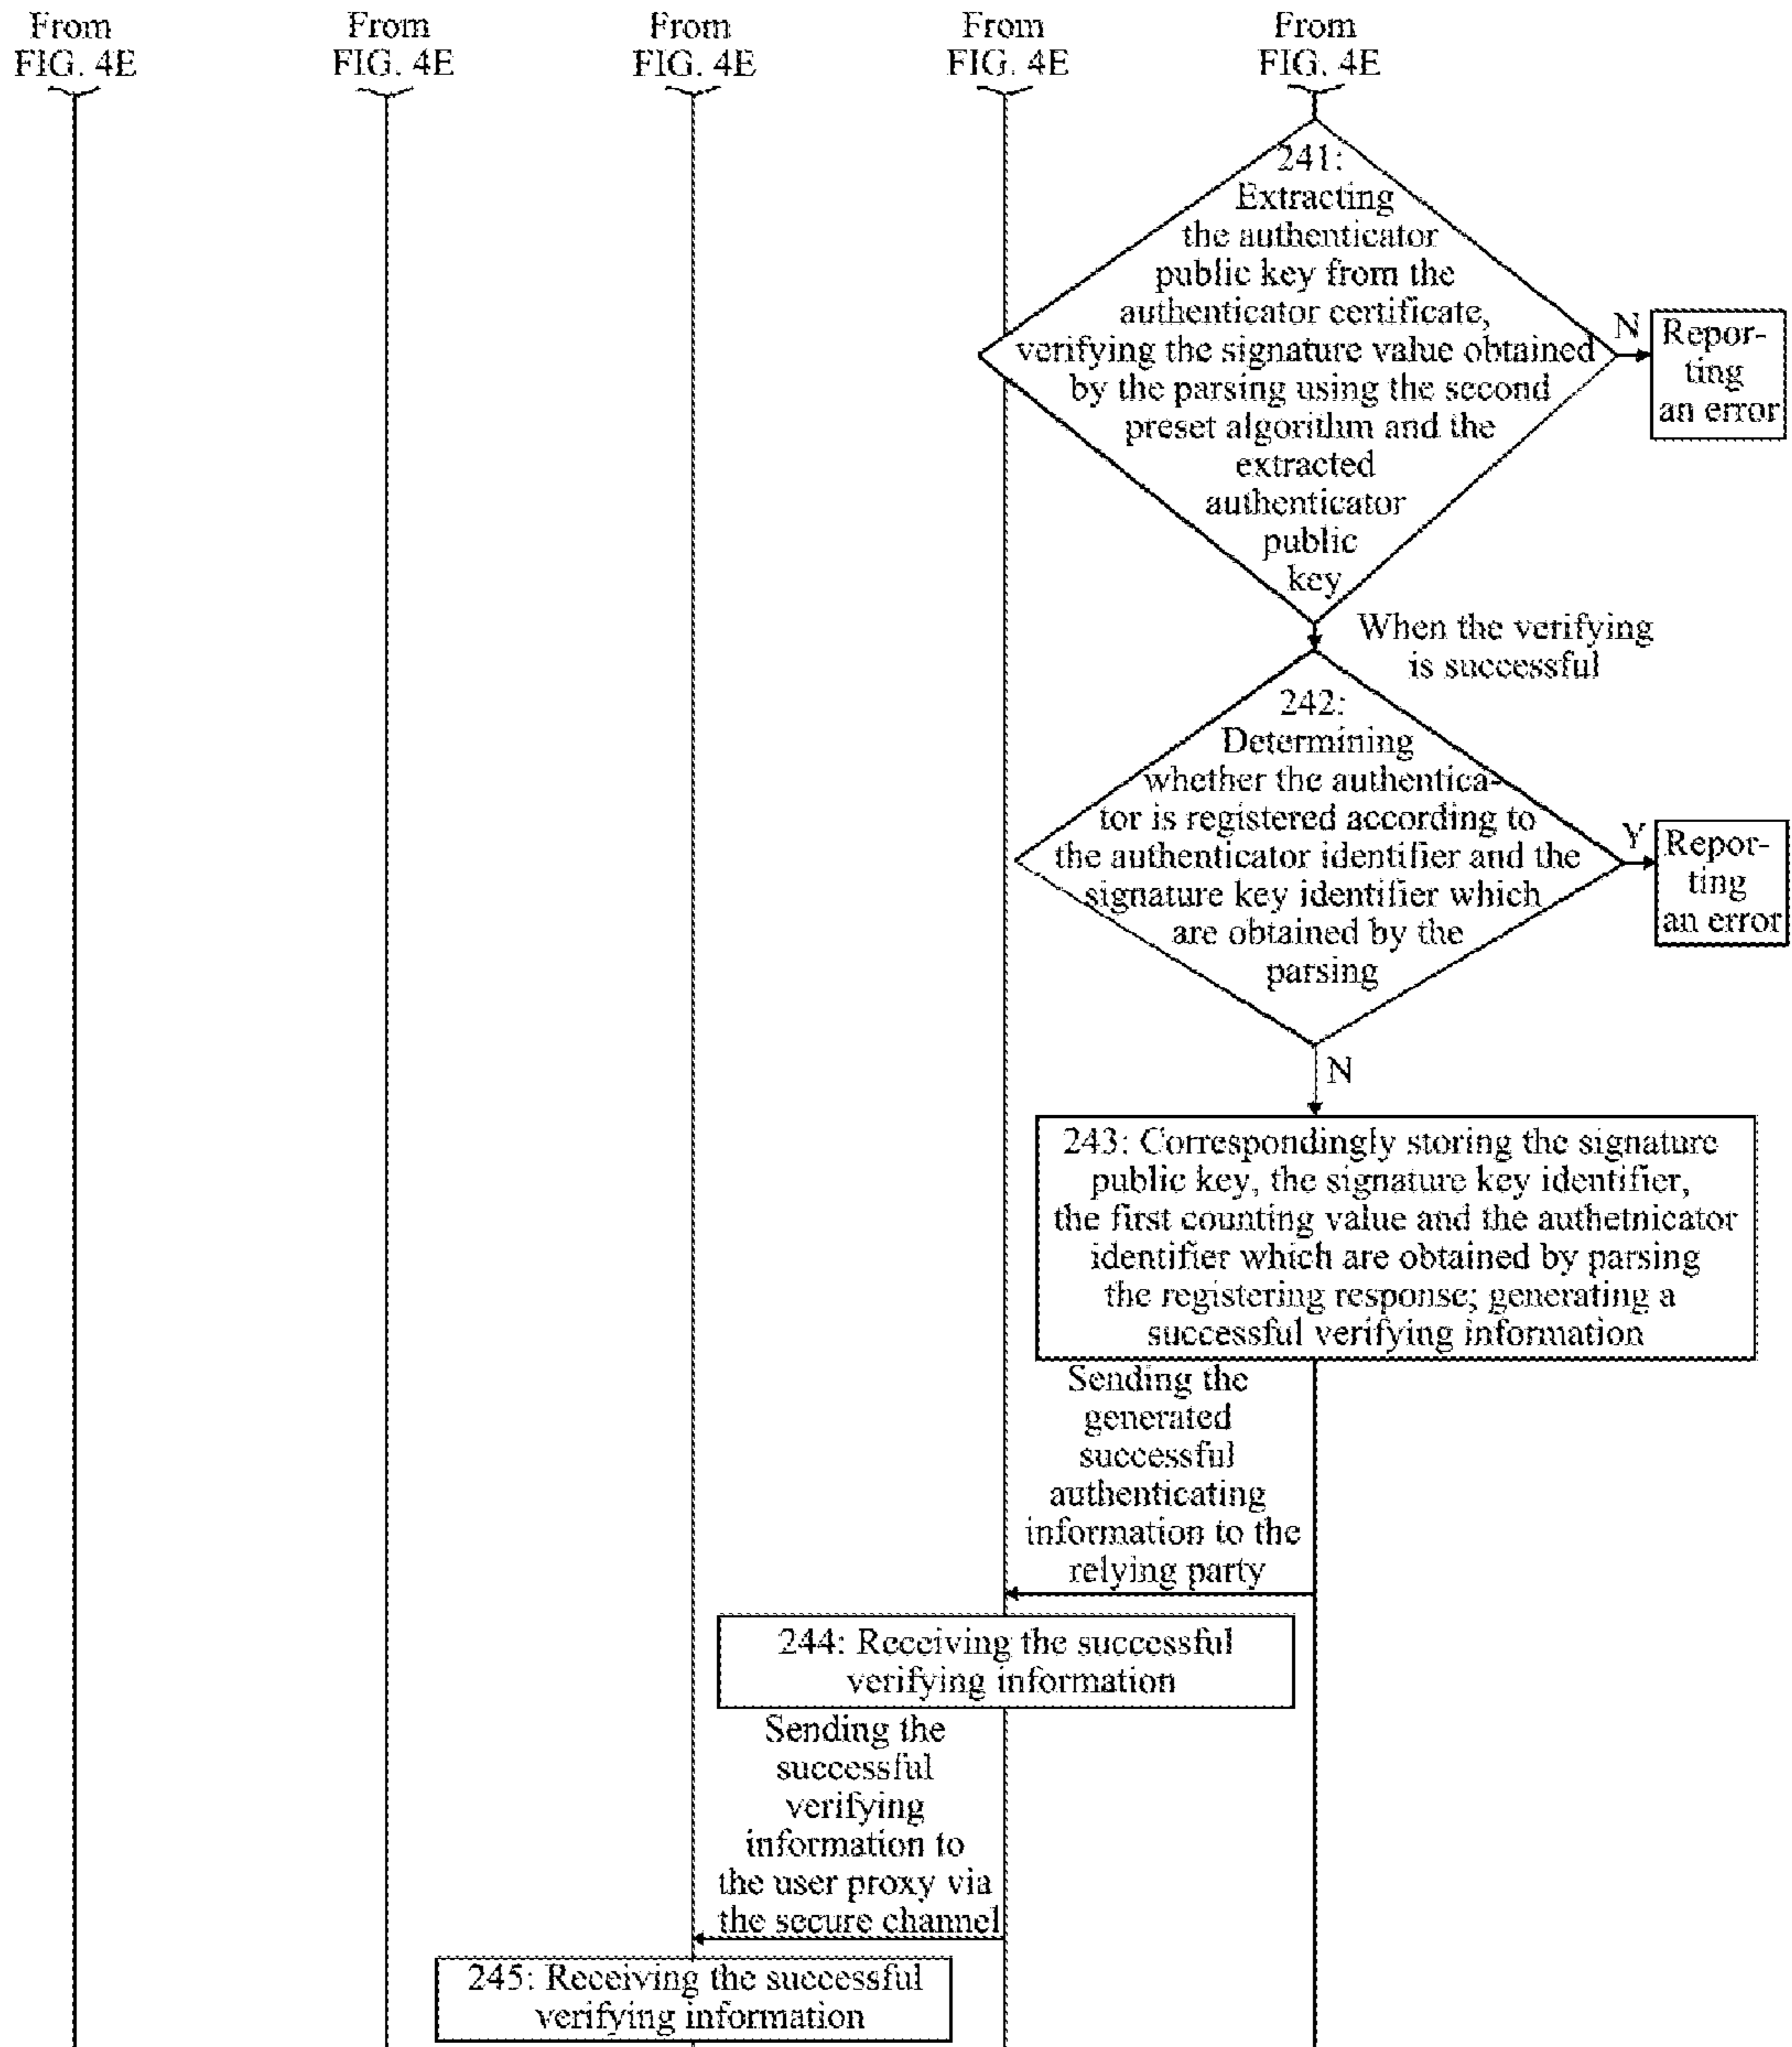 From
FIG. 4E
From
FIG. 4E
From
FIG. 4E
From
FIG. 4E
From
FIG. 4E
241:
Extracting
the authenticator
public key from the
authenticator certificate,
verifying the signature value obtained
by the parsing using the second
preset algorithm and the
extracted
authenticator
public
key
N
Repor-
ting
an error
When the verifying
is successful
242:
Determining
whether the authentica-
tor is registered according to
the authenticator identifier and the
signature key identifier which
are obtained by the
parsing
Y
Repor-
ting
an error
N
243: Correspondingly storing the signature
public key, the signature key identifier,
the first counting value and the authetnicator
identifier which are obtained by parsing
the registering response; generating a
successful verifying information
Sending the
generated
successful
authenticating
information to the
relying party
244: Receiving the successful
verifying information
Sending the
successful
verifying
information to
the user proxy via
the secure channel
245: Receiving the successful
verifying information